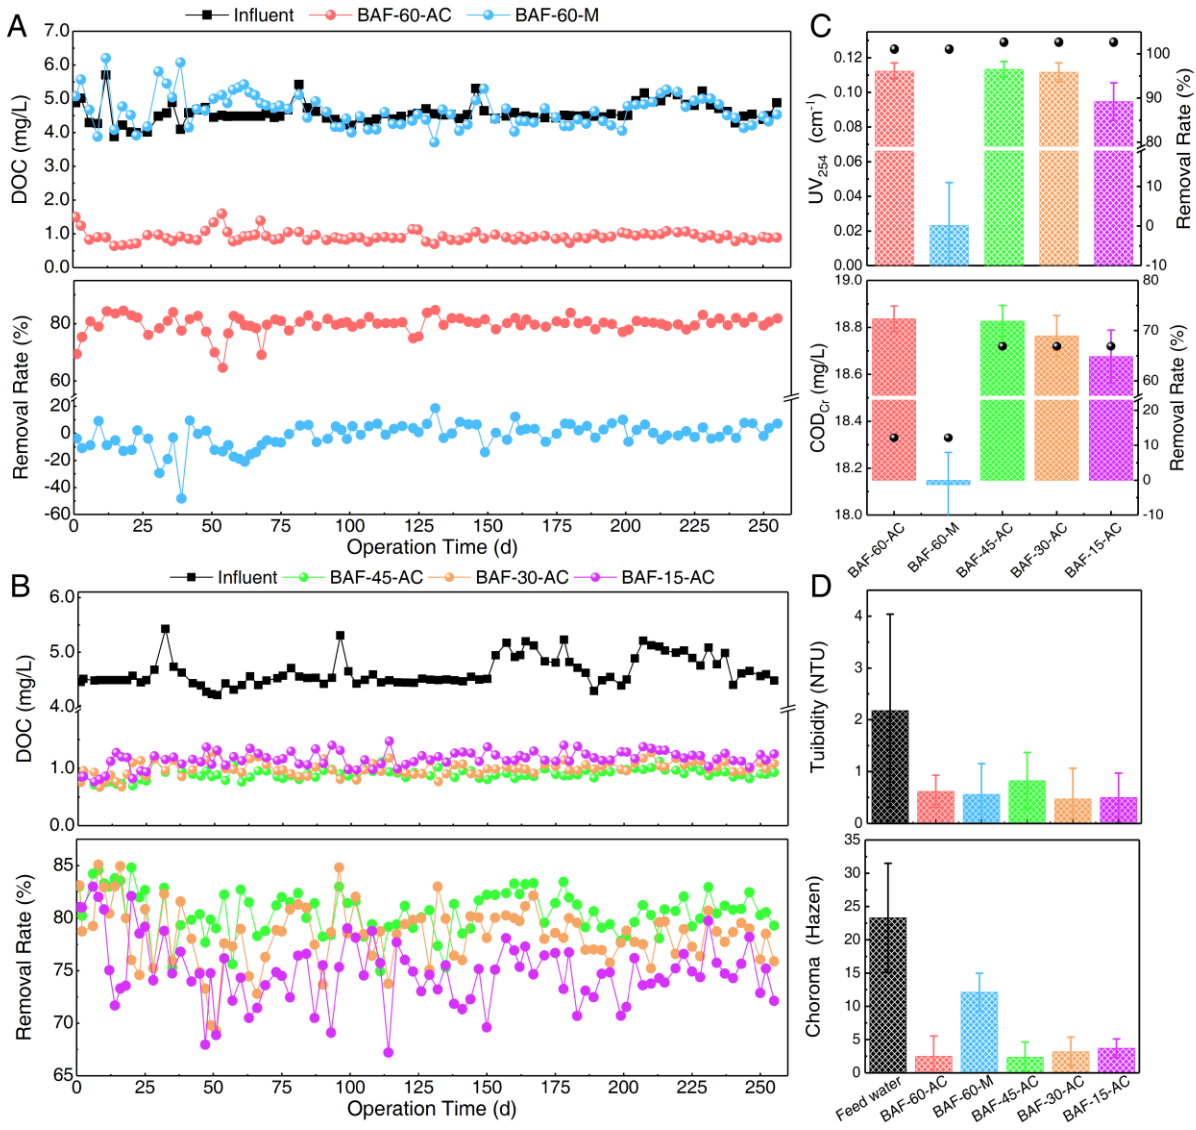 A
Influent BAF-60-AC BAF-60-M
7.0
6.0
5.0
4.0
3.0
2.0
1.0
0.0
DOC (mg/L)
80
60
20
0
-20
-40
-60
Removal Rate (%)
0 25 50 75 100 125 150 175 200 225 250
Operation Time (d)
B
Influent BAF-45-AC BAF-30-AC BAF-15-AC
6.0
5.0
4.0
1.0
0.0
DOC (mg/L)
85
80
75
70
65
Removal Rate (%)
0 25 50 75 100 125 150 175 200 225 250
Operation Time (d)
C
0.12
0.10
0.08
0.06
0.04
0.02
0.00
UV254 (cm-1)
100
90
80
10
0
-10
Removal Rate (%)
19.0
18.8
18.6
18.4
18.2
18.0
CODCr (mg/L)
80
70
60
20
10
0
-10
Removal Rate (%)
BAF-60-AC BAF-60-M BAF-45-AC BAF-30-AC BAF-15-AC
D
4
3
2
1
0
Tuibidity (NTU)
35
30
25
20
15
10
5
0
Choroma (Hazen)
Feed water BAF-60-AC BAF-60-M BAF-45-AC BAF-30-AC BAF-15-AC